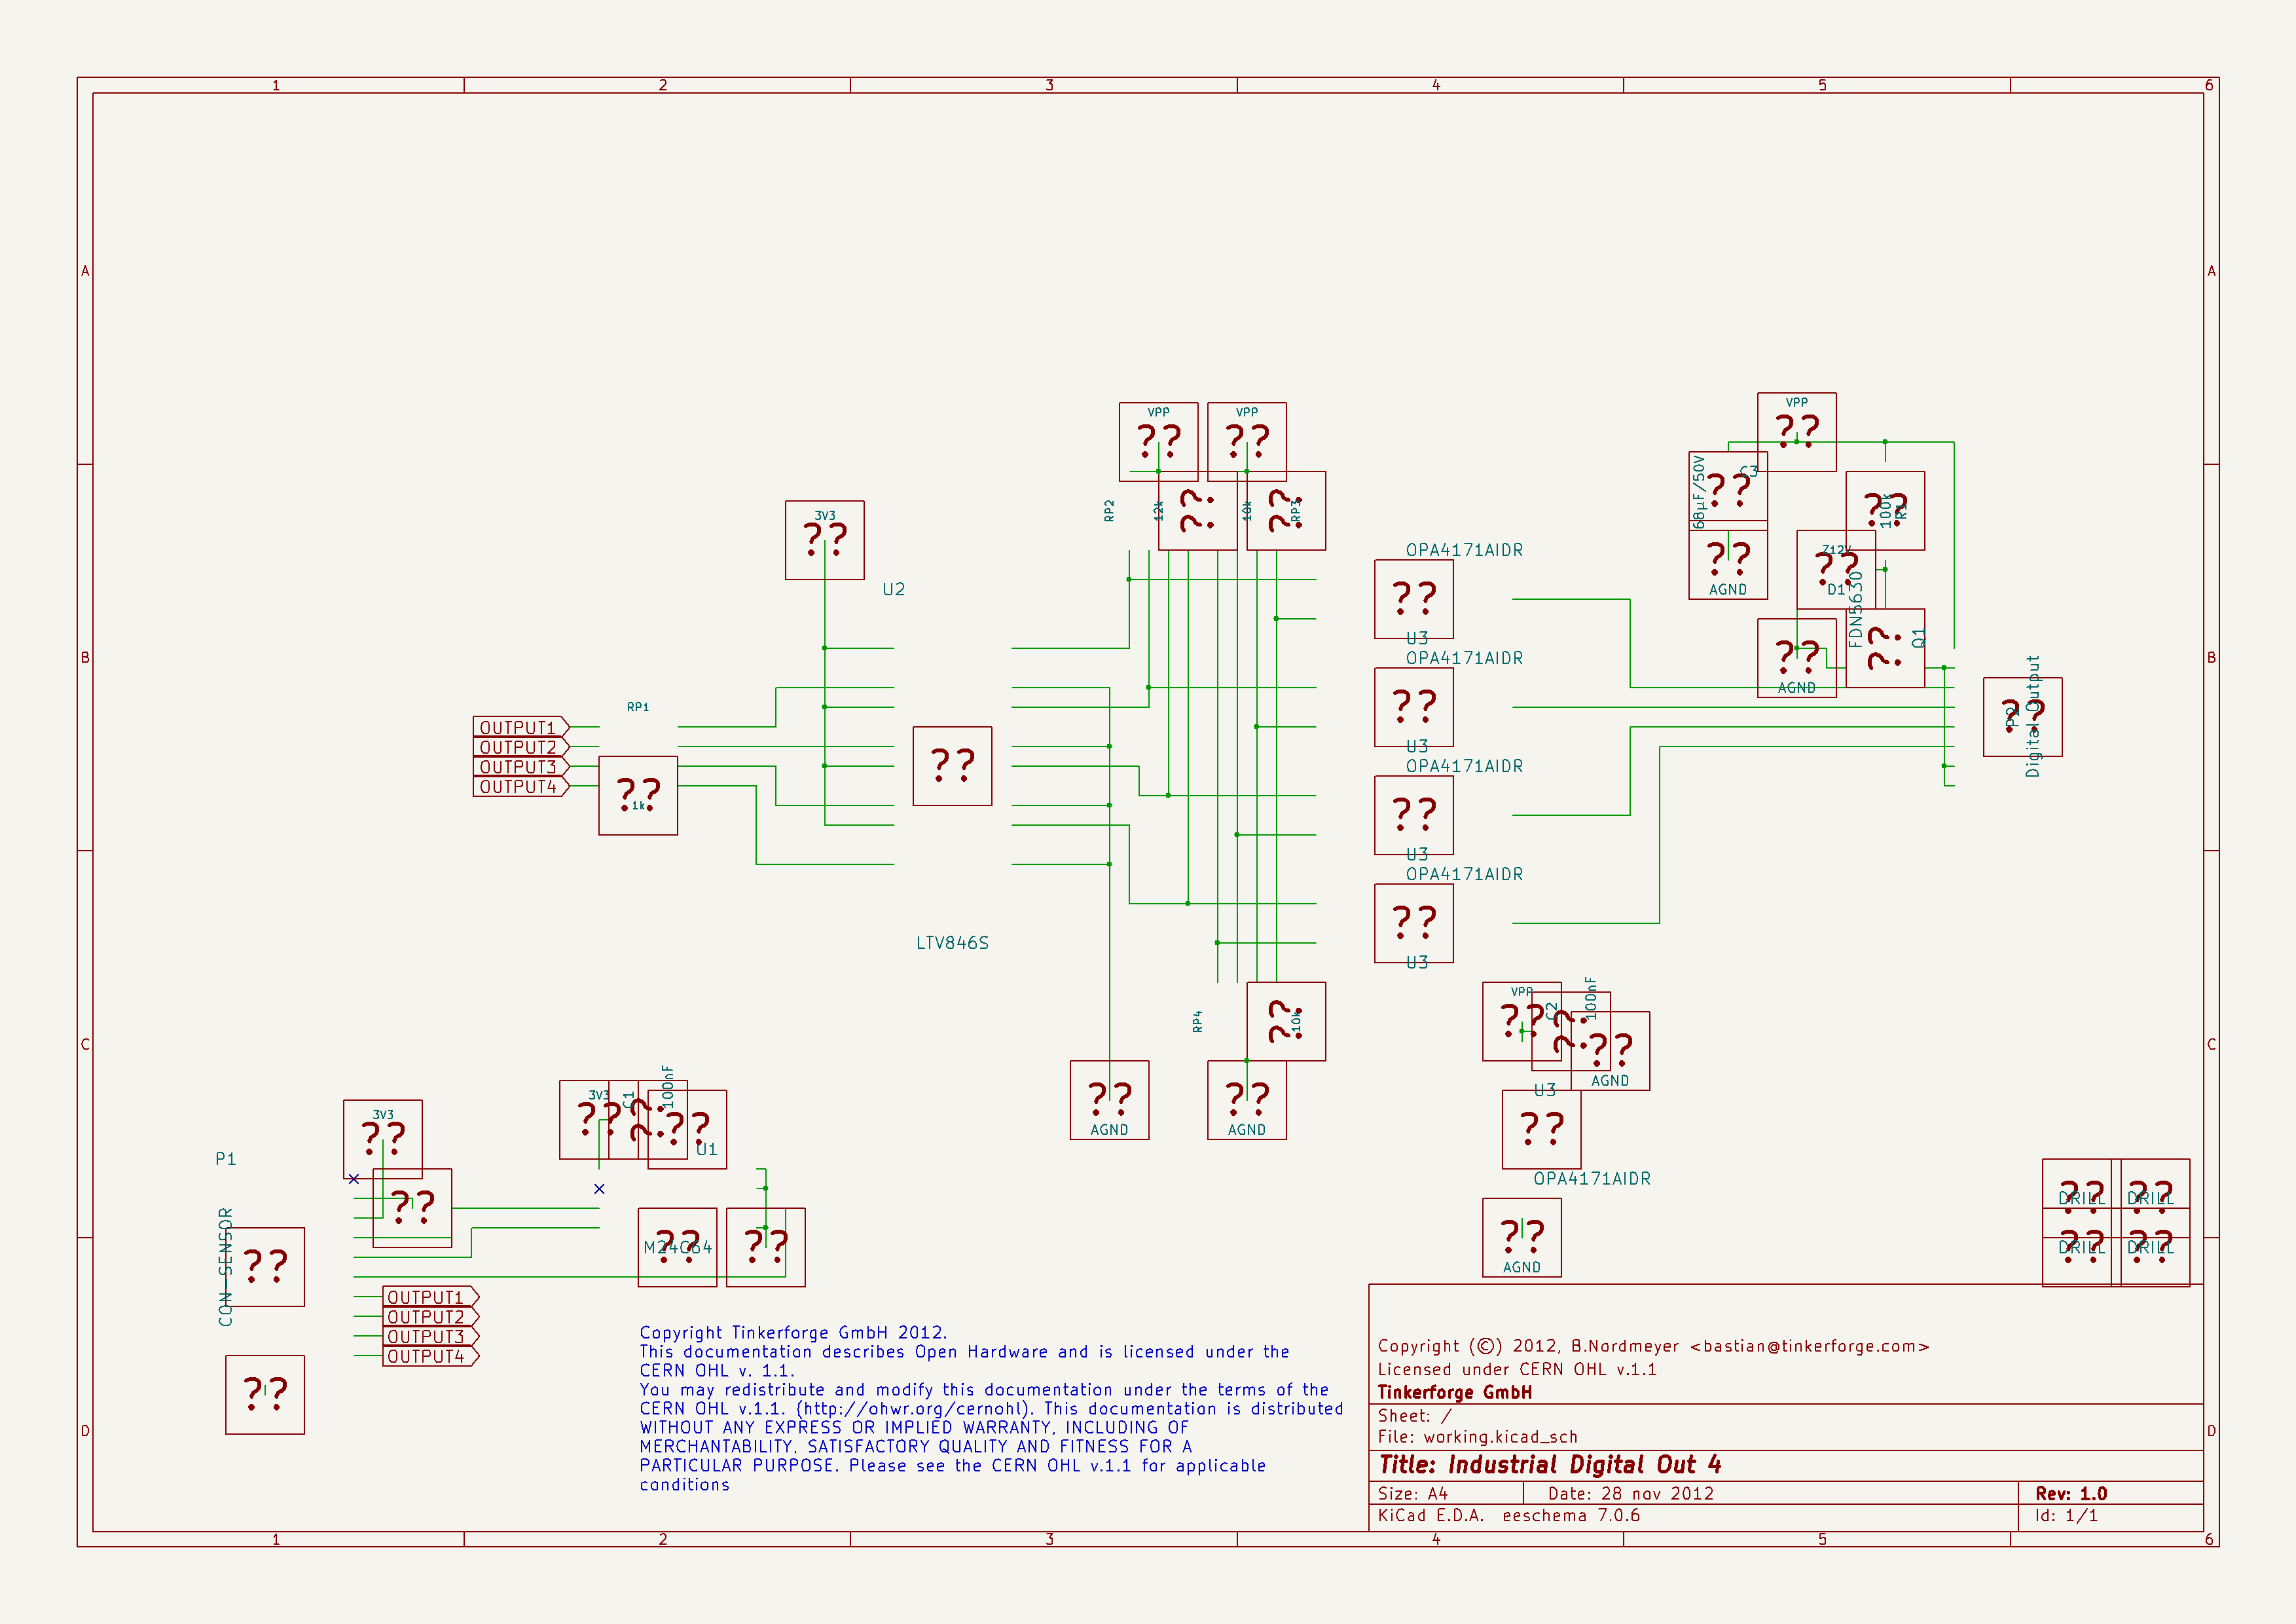 1 2 3 4 5 6
A A
VPP
VPP VPP
?? ?? ??
C3
68µF/50V
??
RP2 12k ?? 10k ?? RP3
100k ??
3V3
??
OPA4171AIDR
??
AGND
Z12V
??
D1
U2
??
U3
FDN5630
?? Q1
??
AGND
B B
OPA4171AIDR
??
U3
RP1
OUTPUT1
OUTPUT2
OUTPUT3
OUTPUT4
??
1k
??
P2
??
Digital Output
OPA4171AIDR
??
U3
OPA4171AIDR
??
U3
LTV846S
RP4 ?? 10k
VPP
?? C2 ?? 100nF
??
AGND
C C
??
AGND
??
AGND
U3
??
OPA4171AIDR
3V3
??
3V3
?? C1 ?? 100nF
??
U1
P1
??
CON-SENSOR
??
M24C64
??
??
??
AGND
??
DRILL
??
DRILL
??
DRILL
??
DRILL
OUTPUT1
OUTPUT2
OUTPUT3
OUTPUT4
??
Copyright Tinkerforge GmbH 2012.
This documentation describes Open Hardware and is licensed under the
CERN OHL v. 1.1.
You may redistribute and modify this documentation under the terms of the
CERN OHL v.1.1. (http://ohwr.org/cernohl). This documentation is distributed
WITHOUT ANY EXPRESS OR IMPLIED WARRANTY, INCLUDING OF
MERCHANTABILITY, SATISFACTORY QUALITY AND FITNESS FOR A
PARTICULAR PURPOSE. Please see the CERN OHL v.1.1 for applicable
conditions
Copyright (©) 2012, B.Nordmeyer <bastian@tinkerforge.com>
Licensed under CERN OHL v.1.1
Tinkerforge GmbH
Sheet: /
File: working.kicad_sch
Title: Industrial Digital Out 4
Size: A4 Date: 28 nov 2012 Rev: 1.0
KiCad E.D.A. eeschema 7.0.6 Id: 1/1
D D
1 2 3 4 5 6